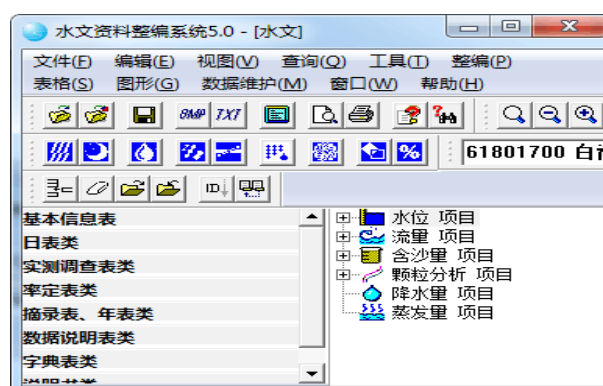 水文资料整编系统5.0 - [水文]
文件(F) 编辑(E) 视图(V) 查询(Q) 工具(T) 整编(P)
表格(S) 图形(G) 数据维护(M) 窗口(W) 帮助(H)
BMP TXT
61801700
ID
基本信息表
日表类
实测调查表类
率定表类
摘录表、年表类
数据说明表类
字典表类
水位 项目
流量 项目
含沙量 项目
颗粒分析 项目
降水量 项目
蒸发量 项目